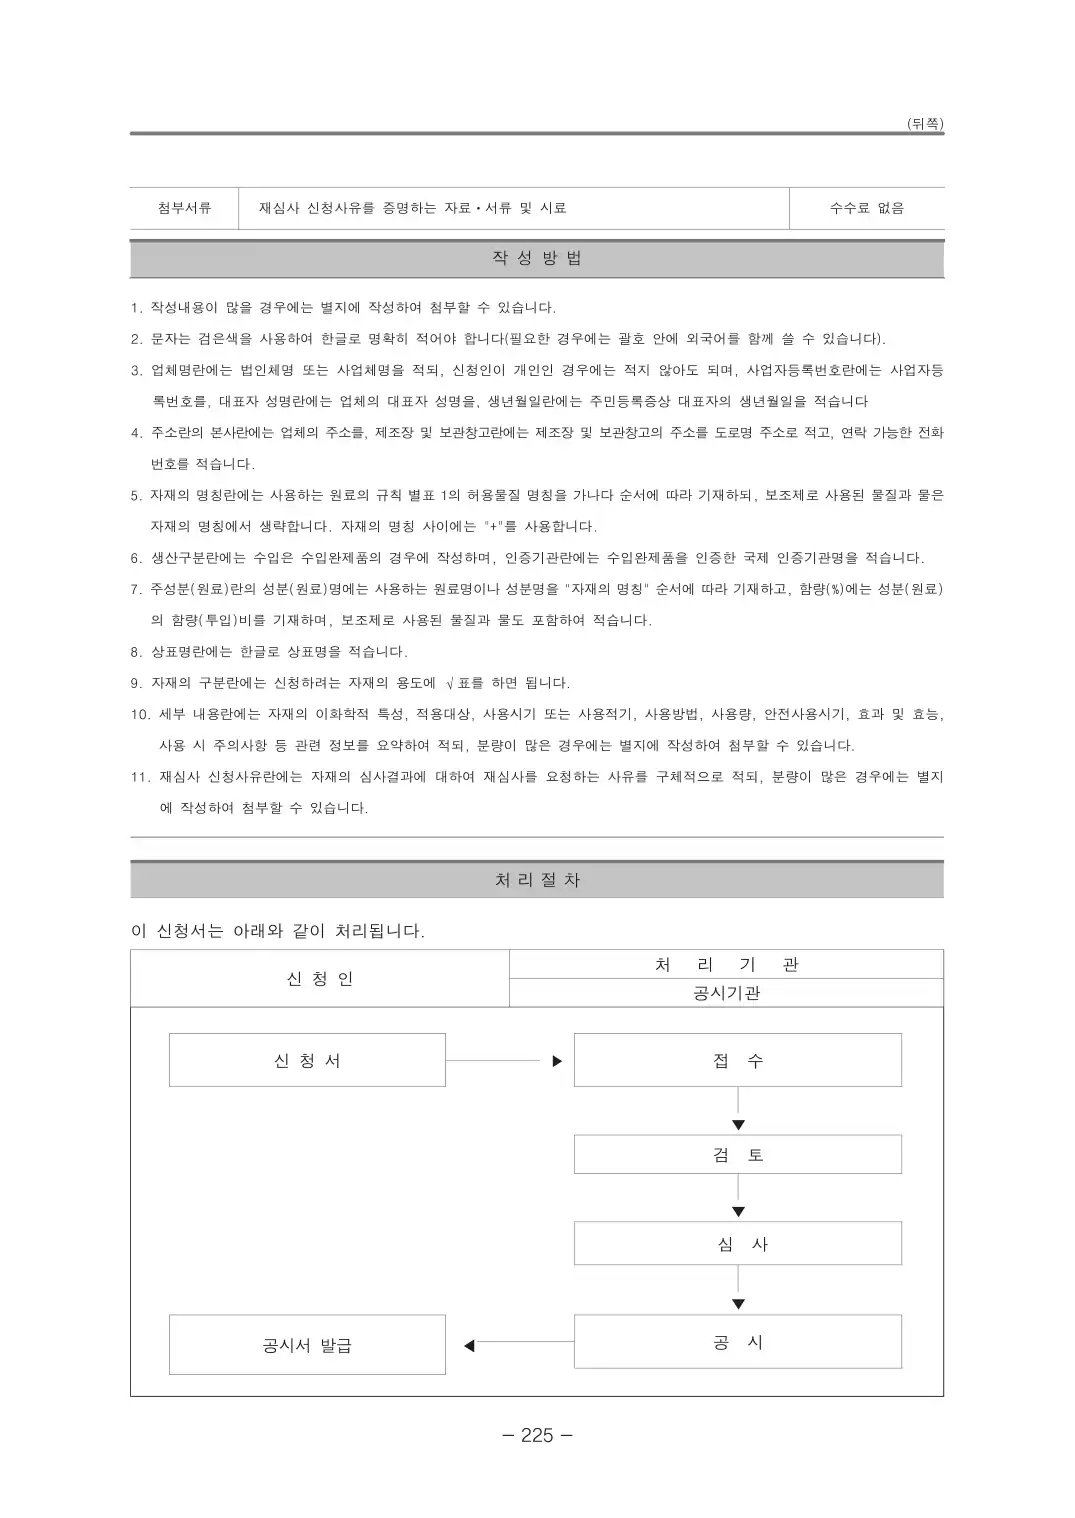 (뒤쪽)
첨부서류 재심사 신청사유를 증명하는 자료·서류 및 시료 수수료 없음
작 성 방 법
1. 작성내용이 많을 경우에는 별지에 작성하여 첨부할 수 있습니다.
2. 문자는 검은색을 사용하여 한글로 명확히 적어야 합니다(필요한 경우에는 괄호 안에 외국어를 함께 쓸 수 있습니다).
3. 업체명란에는 법인체명 또는 사업체명을 적되, 신청인이 개인인 경우에는 적지 않아도 되며, 사업자등록번호란에는 사업자등
록번호를, 대표자 성명란에는 업체의 대표자 성명을, 생년월일란에는 주민등록증상 대표자의 생년월일을 적습니다
4. 주소란의 본사란에는 업체의 주소를, 제조장 및 보관창고란에는 제조장 및 보관창고의 주소를 도로명 주소로 적고, 연락 가능한 전화
번호를 적습니다.
5. 자재의 명칭란에는 사용하는 원료의 규칙 별표 1의 허용물질 명칭을 가나다 순서에 따라 기재하되, 보조제로 사용된 물질과 물은
자재의 명칭에서 생략합니다. 자재의 명칭 사이에는 "+"를 사용합니다.
6. 생산구분란에는 수입은 수입완제품의 경우에 작성하며, 인증기관란에는 수입완제품을 인증한 국제 인증기관명을 적습니다.
7. 주성분(원료)란의 성분(원료)명에는 사용하는 원료명이나 성분명을 "자재의 명칭" 순서에 따라 기재하고, 함량(%)에는 성분(원료)
의 함량(투입)비를 기재하며, 보조제로 사용된 물질과 물도 포함하여 적습니다.
8. 상표명란에는 한글로 상표명을 적습니다.
9. 자재의 구분란에는 신청하려는 자재의 용도에 √표를 하면 됩니다.
10. 세부 내용란에는 자재의 이화학적 특성, 적용대상, 사용시기 또는 사용적기, 사용방법, 사용량, 안전사용시기, 효과 및 효능,
사용 시 주의사항 등 관련 정보를 요약하여 적되, 분량이 많은 경우에는 별지에 작성하여 첨부할 수 있습니다.
11. 재심사 신청사유란에는 자재의 심사결과에 대하여 재심사를 요청하는 사유를 구체적으로 적되, 분량이 많은 경우에는 별지
에 작성하여 첨부할 수 있습니다.
처 리 절 차
이 신청서는 아래와 같이 처리됩니다.
신 청 인
처 리 기 관
공시기관
신 청 서
접 수
검 토
심 사
공시서 발급
공 시
- 225 -